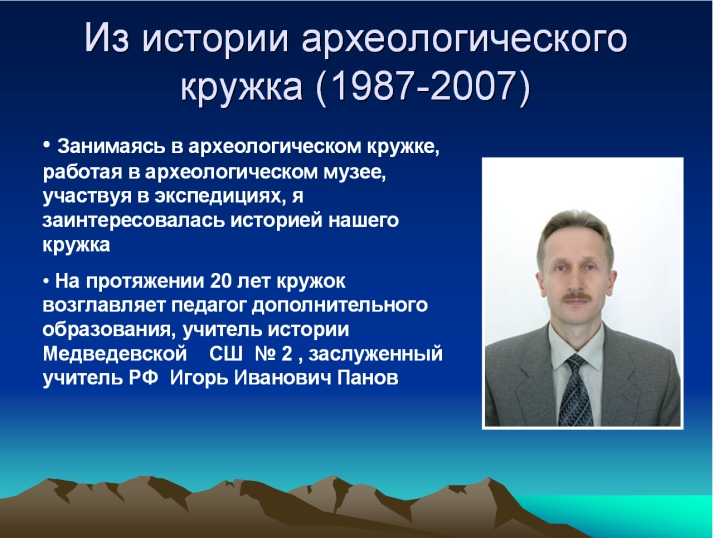 Из истории археологического
кружка (1987-2007)
• Занимаясь в археологическом кружке,
работая в археологическом музее,
участвуя в экспедициях, я
заинтересовалась историей нашего
кружка
• На протяжении 20 лет кружок
возглавляет педагог дополнительного
образования, учитель истории
Медведевской СШ № 2 , заслуженный
учитель РФ Игорь Иванович Панов